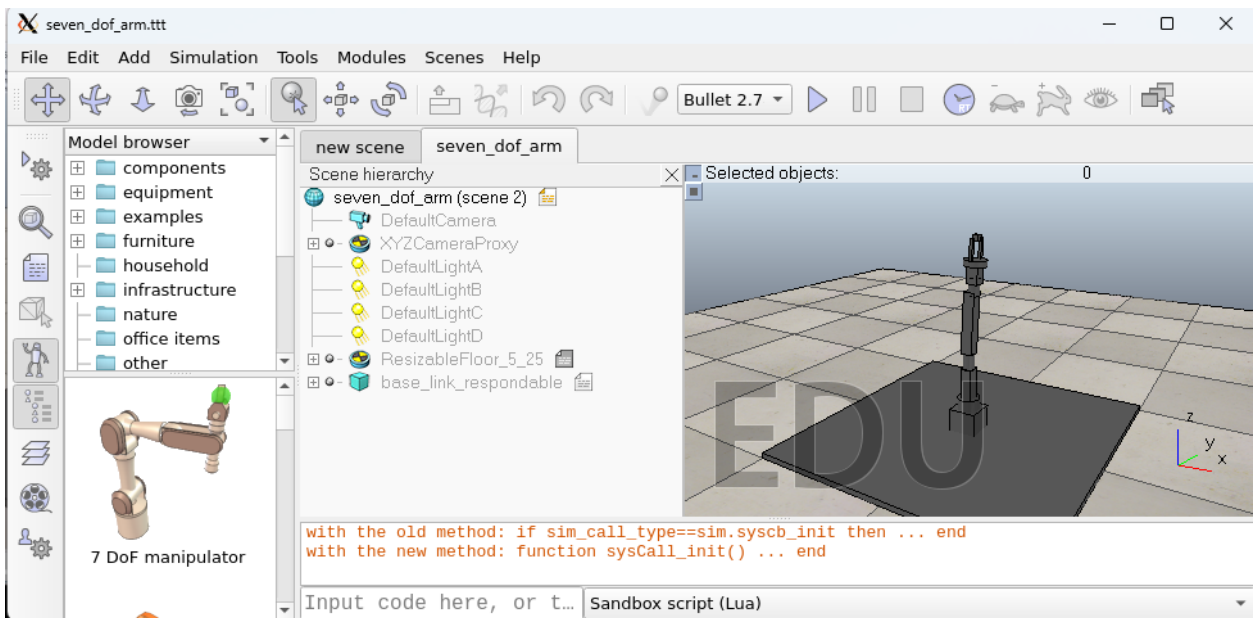 seven_dof_arm.ttt
File Edit Add Simulation Tools Modules Scenes Help
Bullet 2.7
RT
Model browser
components
equipment
examples
furniture
household
infrastructure
nature
office items
other
7 DoF manipulator
new scene seven_dof_arm
Scene hierarchy
seven_dof_arm (scene 2)
DefaultCamera
XYZCameraProxy
DefaultLightA
DefaultLightB
DefaultLightC
DefaultLightD
ResizableFloor_5_25
base_link_respondable
Selected objects: 0
EDU
z
y
x
with the old method: if sim_call_type==sim.syscb_init then ... end
with the new method: function sysCall_init() ... end
Input code here, or t... Sandbox script (Lua)